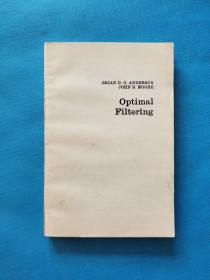 BRIAN D. O. ANDERSON
JOHN B. MOORE
Optimal
Filtering